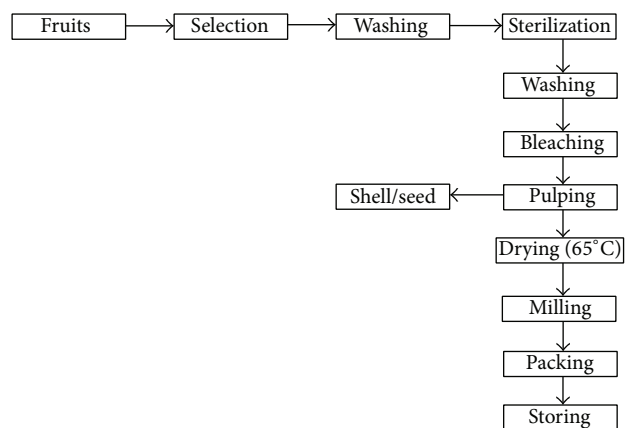 Fruits
Selection
Washing
Sterilization
Washing
Bleaching
Shell/seed
Pulping
Drying (65°C)
Milling
Packing
Storing